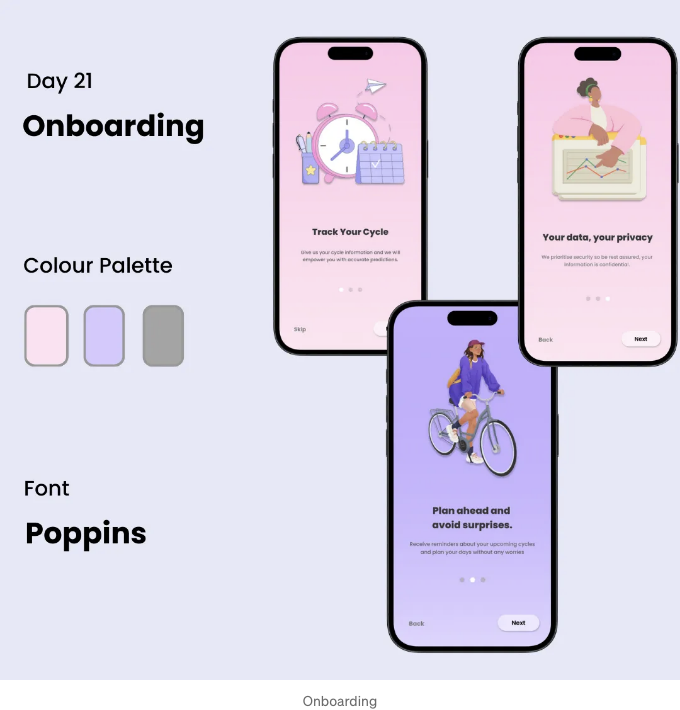 Day 21
Onboarding
Colour Palette
Font
Poppins
Track Your Cycle
Give us your cycle information and we will
empower you with accurate predictions.
Skip
Your data, your privacy
We prioritise security so be rest assured, your
information is confidential.
Back
Next
Plan ahead and
avoid surprises.
Receive reminders about your upcoming cycles
and plan your days without any worries
Back
Next
Onboarding